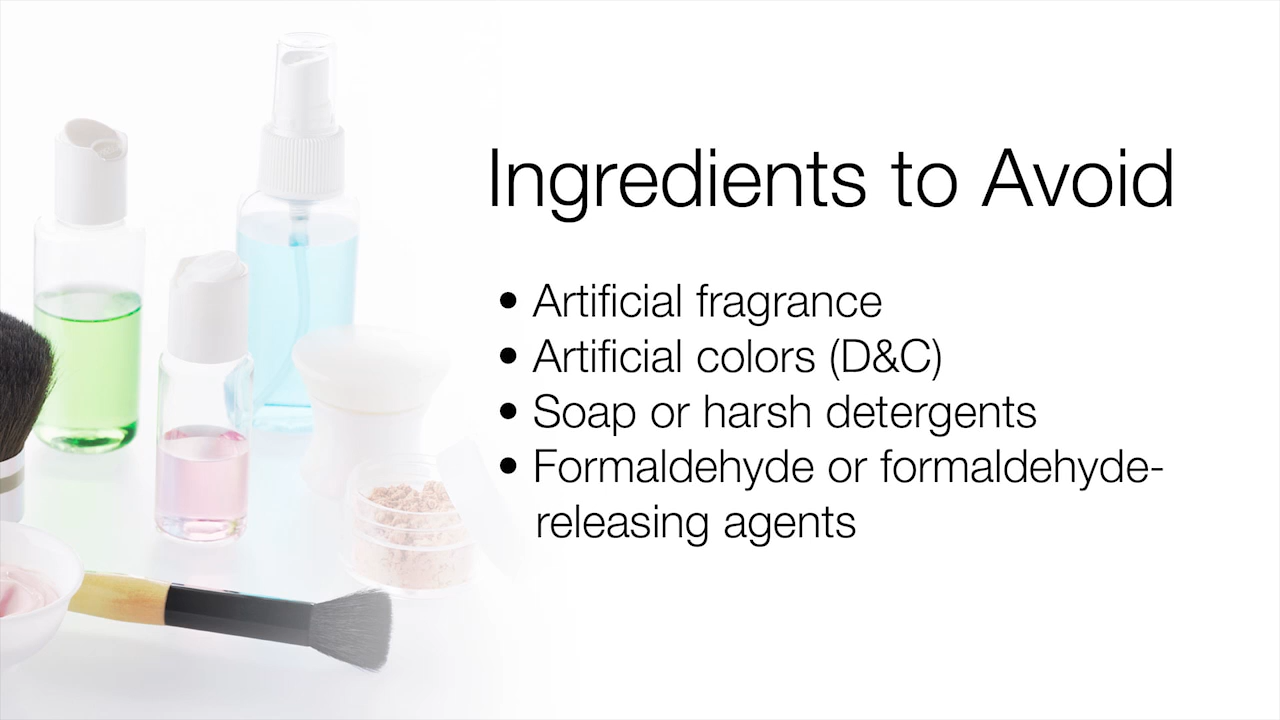 Ingredients to Avoid
• Artificial fragrance
• Artificial colors (D&C)
• Soap or harsh detergents
• Formaldehyde or formaldehyde-
releasing agents